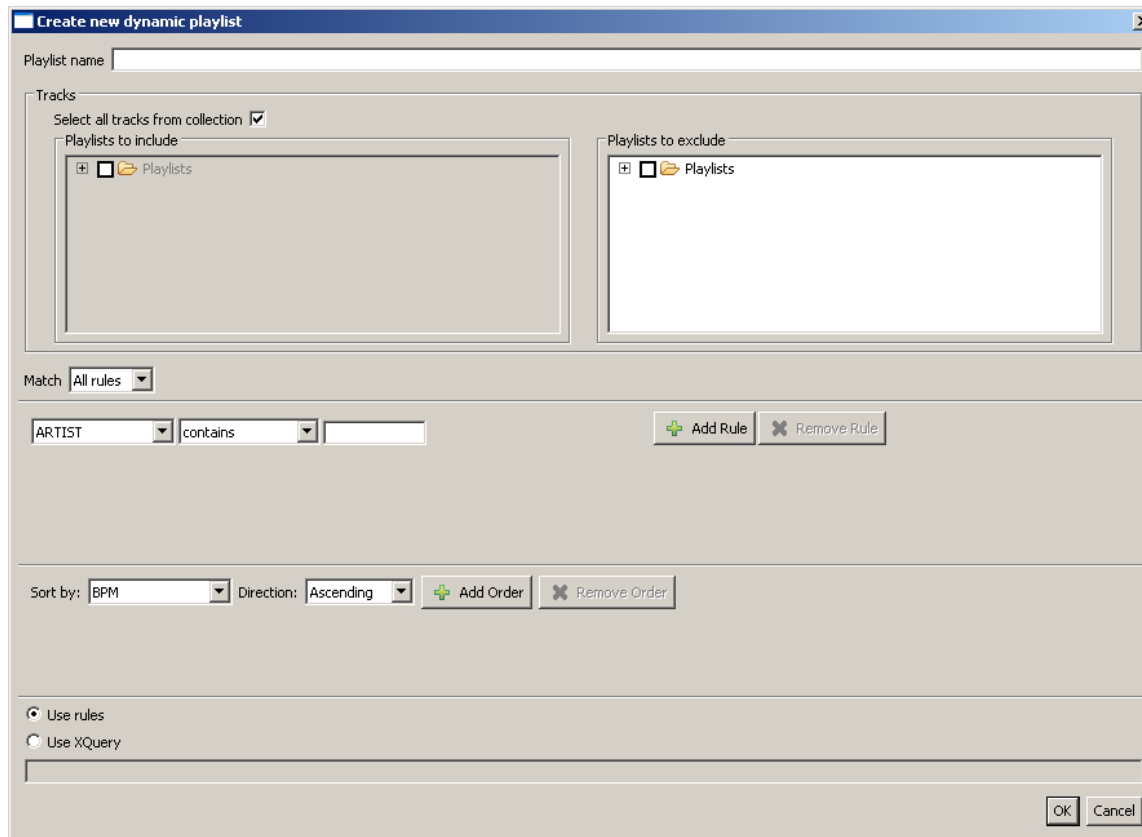 Create new dynamic playlist
Playlist name
Tracks
Select all tracks from collection
Playlists to include
Playlists to exclude
Playlists
Playlists
Match All rules
ARTIST contains Add Rule Remove Rule
Sort by: BPM Direction: Ascending Add Order Remove Order
Use rules
Use XQuery
OK Cancel